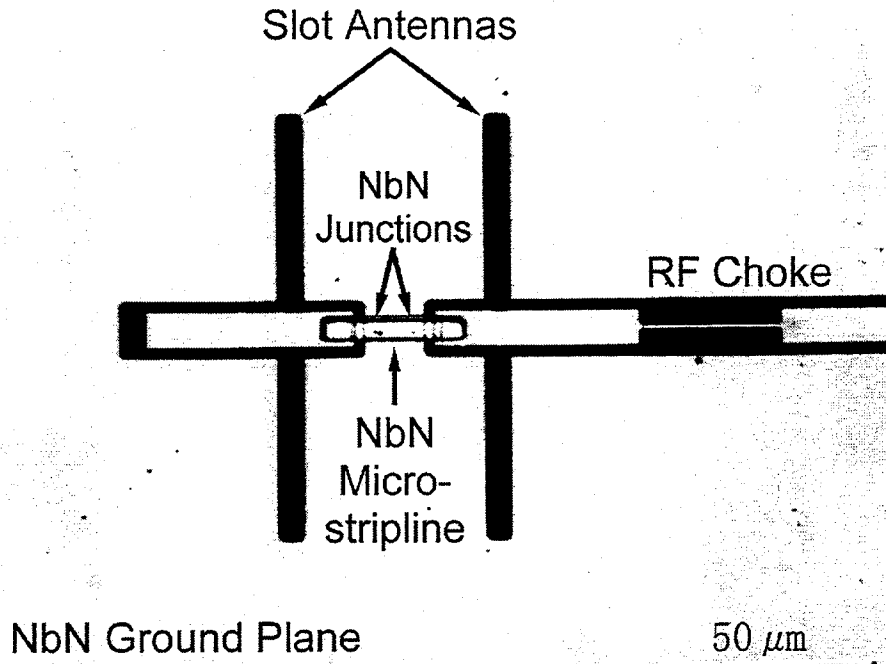 Slot Antennas
NbN
Junctions
RF Choke
NbN
Micro-
stripline
NbN Ground Plane
50 μm